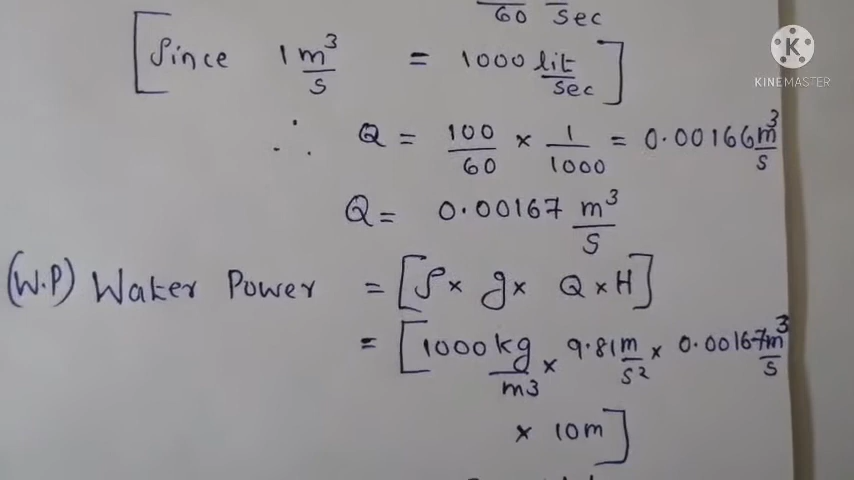 60 sec
[Since 1 m³/s = 1000 lit/sec]
∴ Q = 100/60 × 1/1000 = 0.00166 m³/s
Q = 0.00167 m³/s
(W.P) Water Power = [ρ × g × Q × H]
= [1000 kg/m3 × 9.81 m/s² × 0.00167 m³/s
× 10m]
KINEMASTER